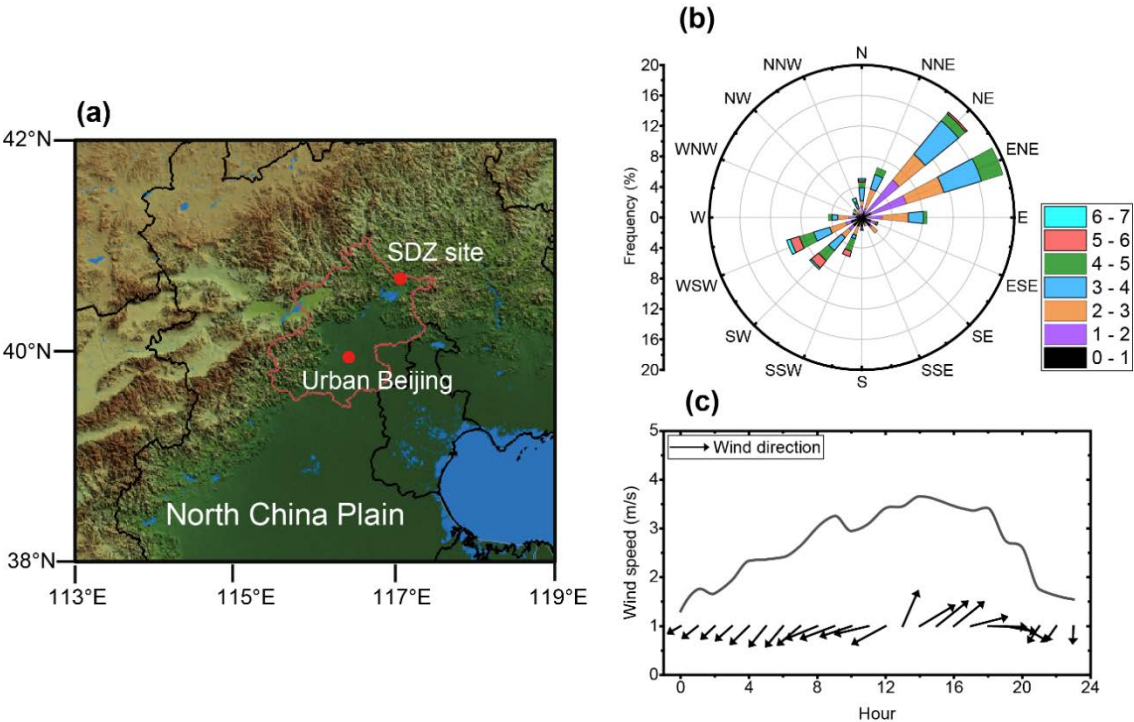 (a)
42°N
40°N
38°N
113°E
115°E
117°E
119°E
SDZ site
Urban Beijing
North China Plain
(b)
Frequency (%)
20
16
12
8
4
0
4
8
12
16
20
N
NNE
NE
ENE
E
ESE
SE
SSE
S
SSW
SW
WSW
W
WNW
NW
NNW
6 - 7
5 - 6
4 - 5
3 - 4
2 - 3
1 - 2
0 - 1
(c)
Wind direction
Wind speed (m/s)
5
4
3
2
1
0
0
4
8
12
16
20
24
Hour